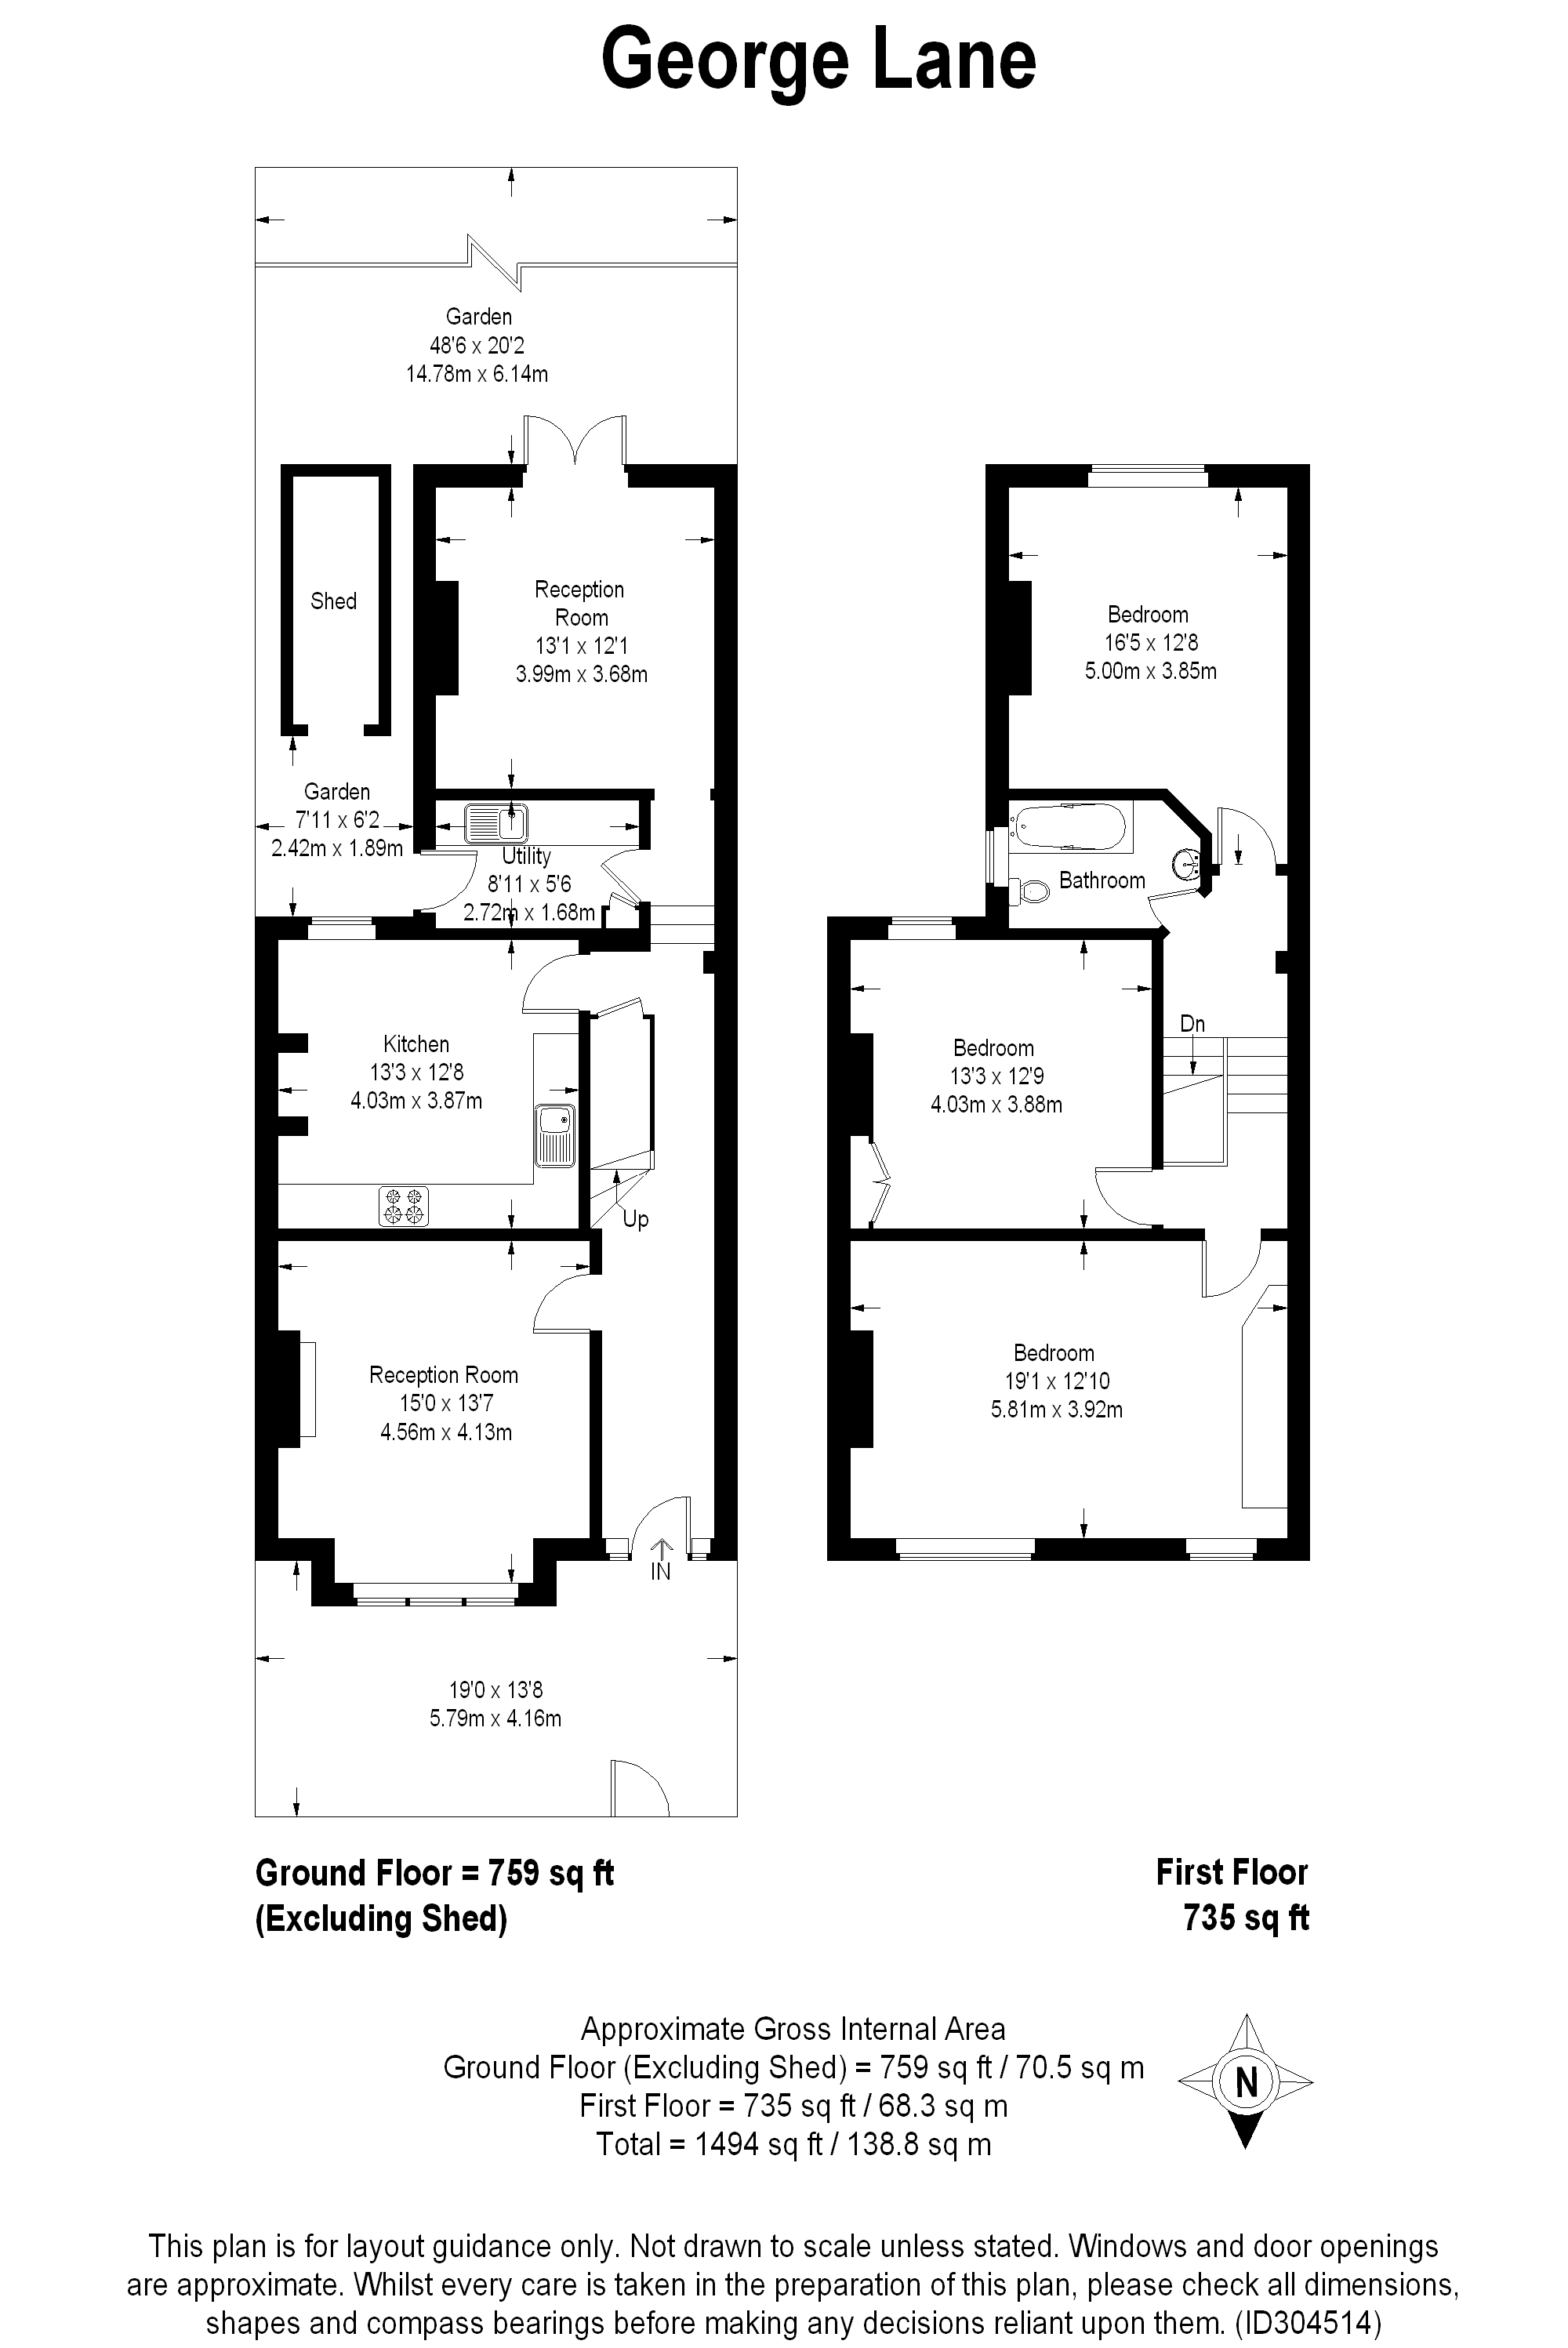 George Lane
Garden
48'6 x 20'2
14.78m x 6.14m
Shed
Reception
Room
13'1 x 12'1
3.99m x 3.68m
Garden
7'11 x 6'2
2.42m x 1.89m
Utility
8'11 x 5'6
2.72m x 1.68m
Kitchen
13'3 x 12'8
4.03m x 3.87m
Up
Reception Room
15'0 x 13'7
4.56m x 4.13m
IN
19'0 x 13'8
5.79m x 4.16m
Ground Floor = 759 sq ft
(Excluding Shed)
Bedroom
16'5 x 12'8
5.00m x 3.85m
Bathroom
Dn
Bedroom
13'3 x 12'9
4.03m x 3.88m
Bedroom
19'1 x 12'10
5.81m x 3.92m
First Floor
735 sq ft
Approximate Gross Internal Area
Ground Floor (Excluding Shed) = 759 sq ft / 70.5 sq m
First Floor = 735 sq ft / 68.3 sq m
Total = 1494 sq ft / 138.8 sq m
N
This plan is for layout guidance only. Not drawn to scale unless stated. Windows and door openings
are approximate. Whilst every care is taken in the preparation of this plan, please check all dimensions,
shapes and compass bearings before making any decisions reliant upon them. (ID304514)